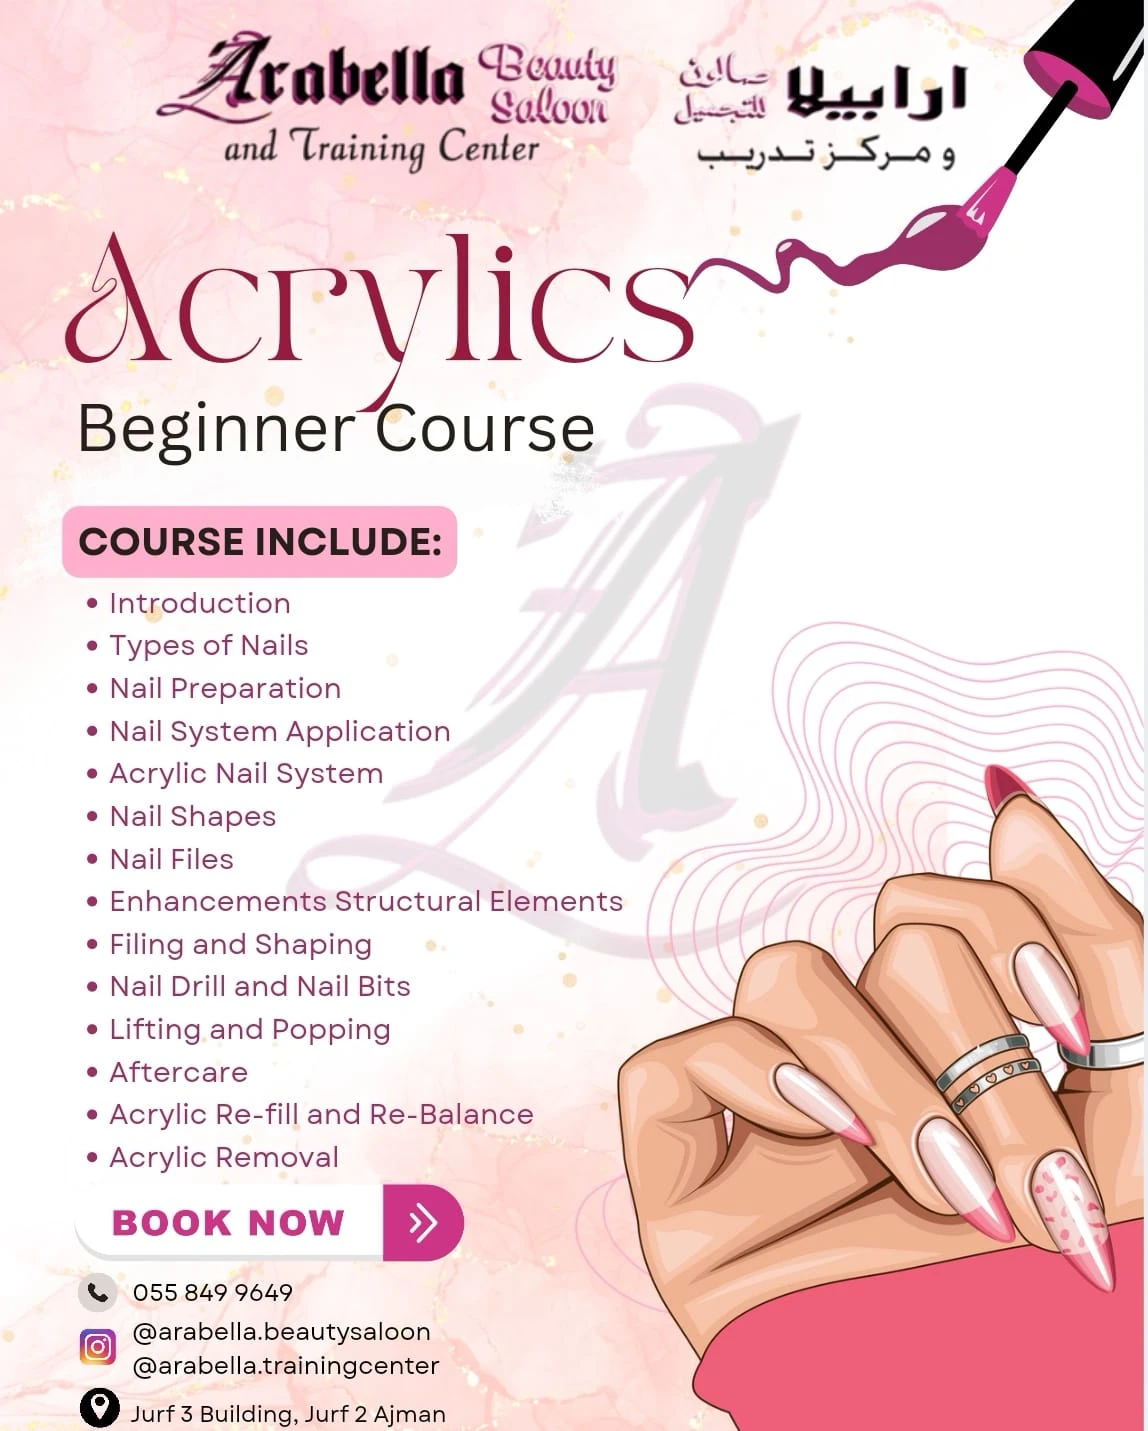 Arabella Beauty Saloon
and Training Center
ارابيلا صالون للتجميل
و مركز تدريب
Acrylics
Beginner Course
COURSE INCLUDE:
• Introduction
• Types of Nails
• Nail Preparation
• Nail System Application
• Acrylic Nail System
• Nail Shapes
• Nail Files
• Enhancements Structural Elements
• Filing and Shaping
• Nail Drill and Nail Bits
• Lifting and Popping
• Aftercare
• Acrylic Re-fill and Re-Balance
• Acrylic Removal
BOOK NOW
055 849 9649
@arabella.beautysaloon
@arabella.trainingcenter
Jurf 3 Building, Jurf 2 Ajman